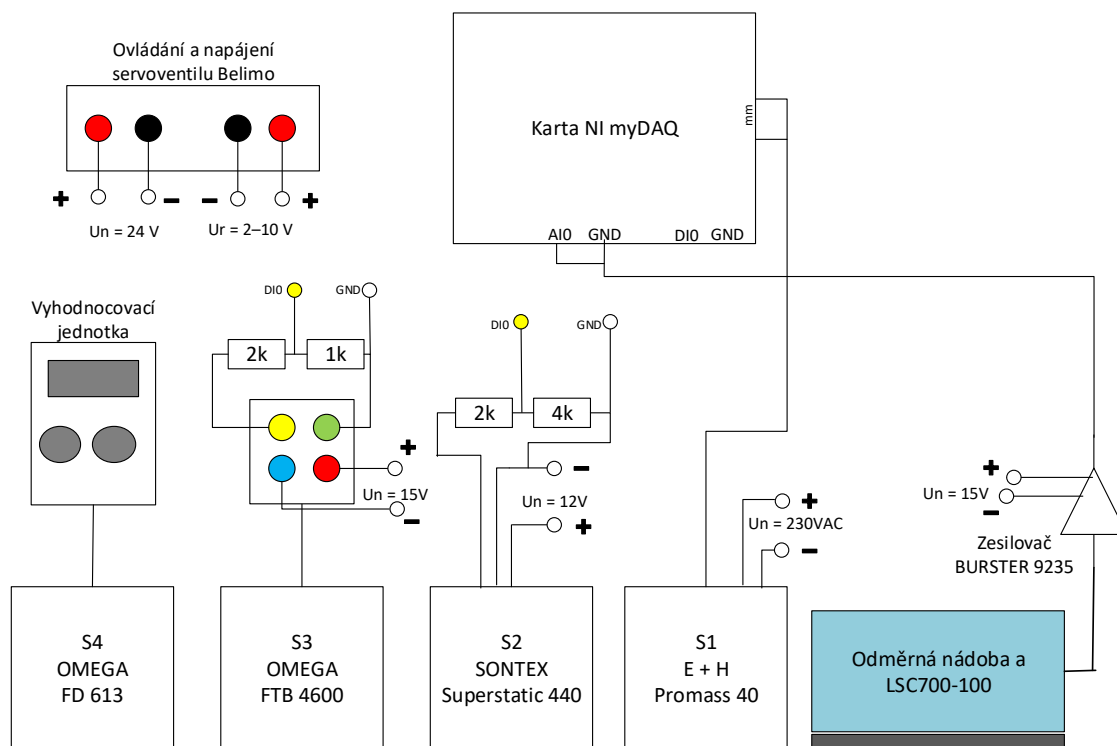 Ovládání a napájení
servoventilu Belimo
+ − − +
Un = 24 V
Ur = 2–10 V
Karta NI myDAQ
mm
AI0 GND DI0 GND
Vyhodnocovací
jednotka
DI0
GND
2k
1k
+
Un = 15V
−
DI0
GND
2k
4k
−
Un = 12V
+
+
Un = 230VAC
−
+
Un = 15V
−
Zesilovač
BURSTER 9235
S4
OMEGA
FD 613
S3
OMEGA
FTB 4600
S2
SONTEX
Superstatic 440
S1
E + H
Promass 40
Odměrná nádoba a
LSC700-100